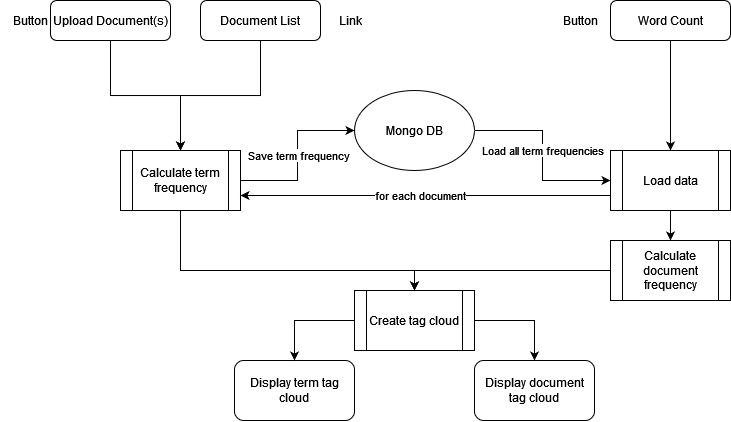 Button
Upload Document(s)
Document List
Link
Button
Word Count
Mongo DB
Save term frequency
Load all term frequencies
Calculate term
frequency
Load data
for each document
Calculate
document
frequency
Create tag cloud
Display term tag
cloud
Display document
tag cloud